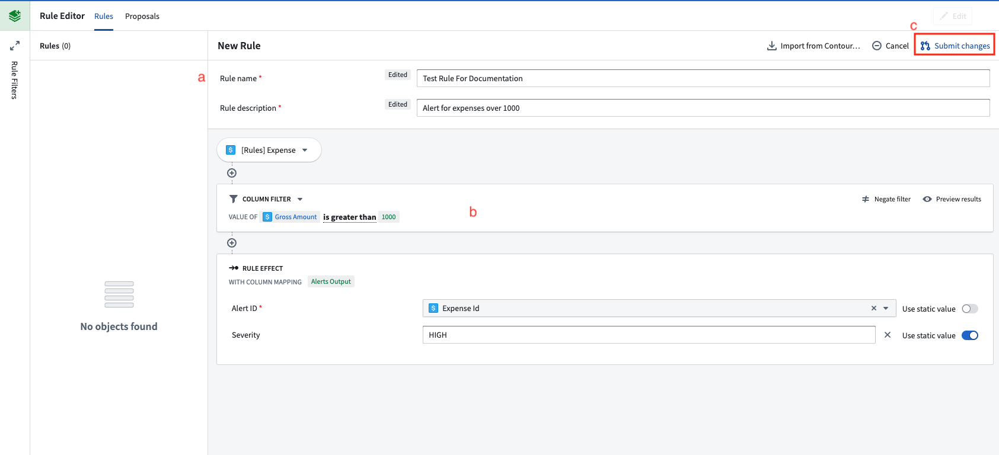 Rule Editor Rules Proposals Edit
c
Rule Filters
Rules (0)
New Rule Import from Contour... Cancel Submit changes
a Rule name * Edited Test Rule For Documentation
Rule description * Edited Alert for expenses over 1000
$ [Rules] Expense
COLUMN FILTER Negate filter Preview results
b
VALUE OF $ Gross Amount is greater than 1000
RULE EFFECT
WITH COLUMN MAPPING Alerts Output
Alert ID * $ Expense Id Use static value
No objects found
Severity HIGH Use static value